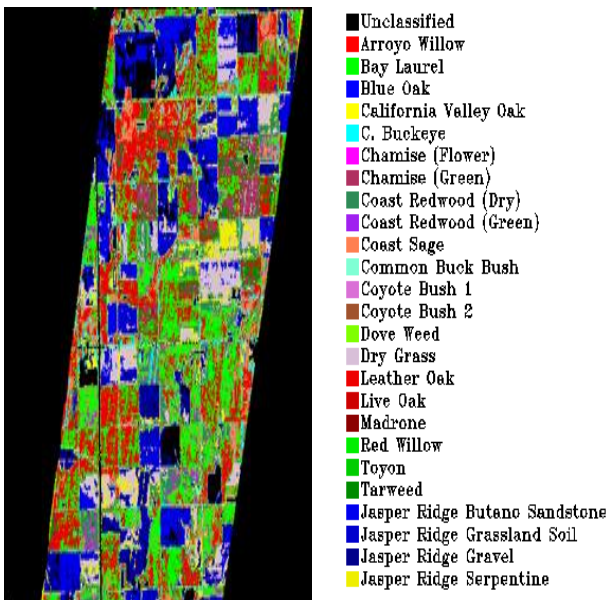 Unclassified
Arroyo Willow
Bay Laurel
Blue Oak
California Valley Oak
C. Buckeye
Chamise (Flower)
Chamise (Green)
Coast Redwood (Dry)
Coast Redwood (Green)
Coast Sage
Common Buck Bush
Coyote Bush 1
Coyote Bush 2
Dove Weed
Dry Grass
Leather Oak
Live Oak
Madrone
Red Willow
Toyon
Tarweed
Jasper Ridge Butano Sandstone
Jasper Ridge Grassland Soil
Jasper Ridge Gravel
Jasper Ridge Serpentine